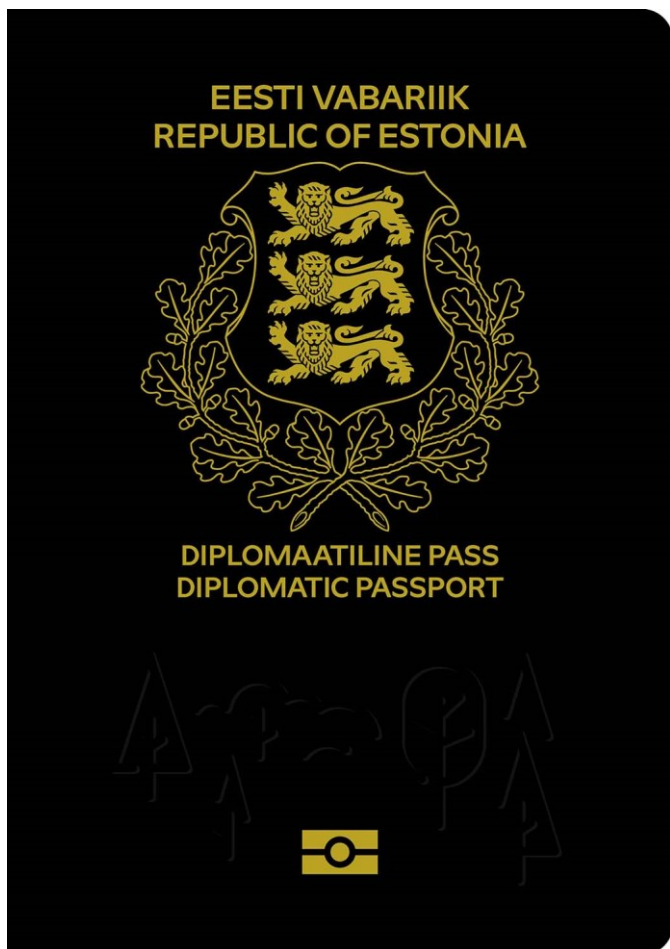 EESTI VABARIIK
REPUBLIC OF ESTONIA
DIPLOMAATILINE PASS
DIPLOMATIC PASSPORT